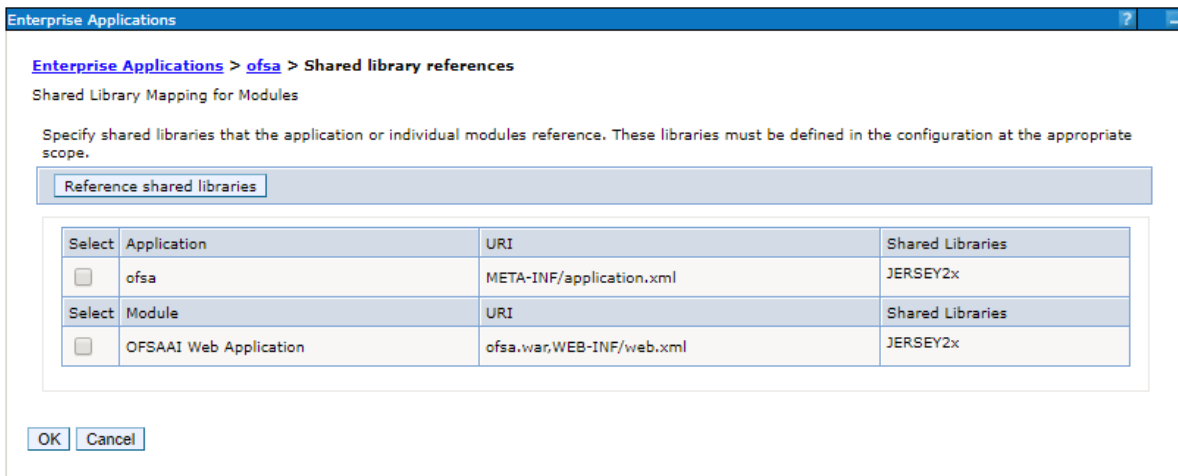 Enterprise Applications ?
Enterprise Applications > ofsa > Shared library references
Shared Library Mapping for Modules
Specify shared libraries that the application or individual modules reference. These libraries must be defined in the configuration at the appropriate
scope.
Reference shared libraries
Select Application URI Shared Libraries
ofsa META-INF/application.xml JERSEY2x
Select Module URI Shared Libraries
OFSAAI Web Application ofsa.war,WEB-INF/web.xml JERSEY2x
OK Cancel